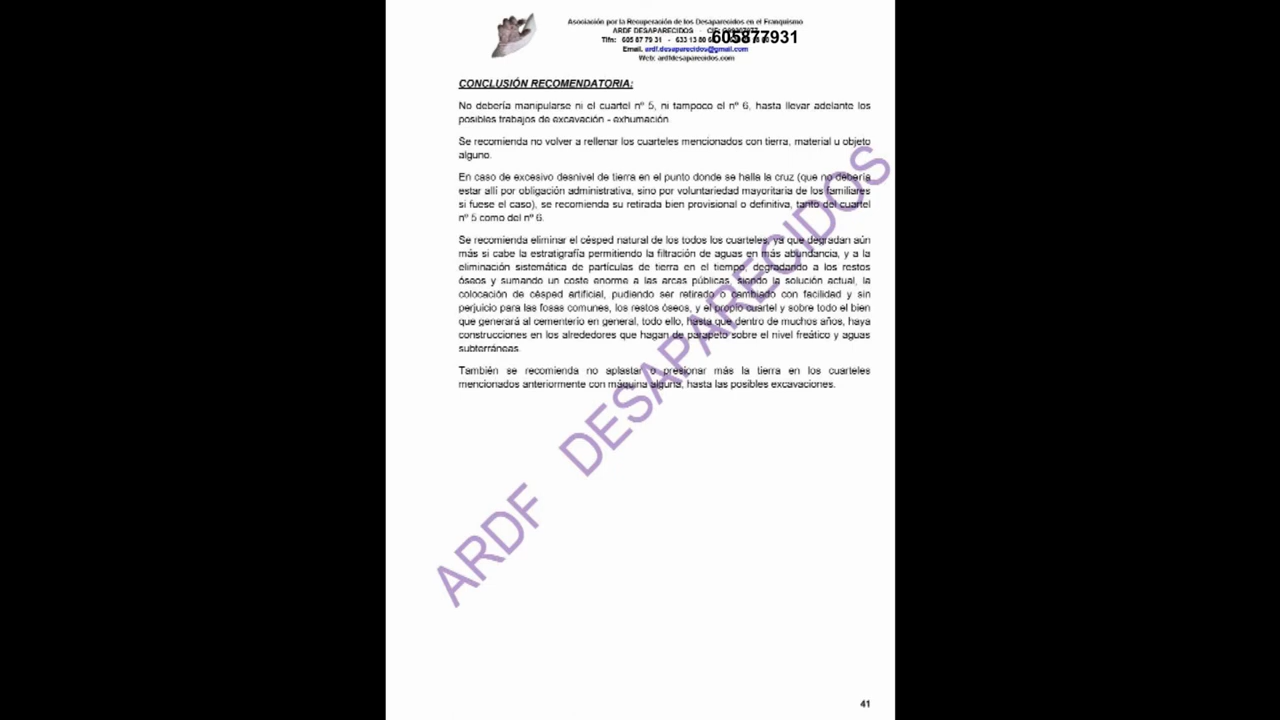 Asociación por la Recuperación de los Desaparecidos en el Franquismo
ARDF DESAPARECIDOS - CIF:
Tlfn: 605 87 79 31 - 633 13 88
605877931
Email. ardf.desaparecidos@gmail.com
Web: ardfdesaparecidos.com
CONCLUSIÓN RECOMENDATORIA:
No debería manipularse ni el cuartel nº 5, ni tampoco el nº 6, hasta llevar adelante los
posibles trabajos de excavación - exhumación
Se recomienda no volver a rellenar los cuarteles mencionados con tierra, material u objeto
alguno.
En caso de excesivo desnivel de tierra en el punto donde se halla la cruz (que no debería
estar allí por obligación administrativa, sino por voluntariedad mayoritaria de los familiares
si fuese el caso), se recomienda su retirada bien provisional o definitiva, tanto del cuartel
nº 5 como del nº 6.
Se recomienda eliminar el césped natural de los todos los cuarteles, ya que degradan aún
más si cabe la estratigrafía permitiendo la filtración de aguas en más abundancia, y a la
eliminación sistemática de partículas de tierra en el tiempo, degradando a los restos
óseos y sumando un coste enorme a las arcas públicas, siendo la solución actual, la
colocación de césped artificial, pudiendo ser retirado o cambiado con facilidad y sin
perjuicio para las fosas comunes, los restos óseos, y el propio cuartel y sobre todo el bien
que generará al cementerio en general, todo ello, hasta que dentro de muchos años, haya
construcciones en los alrededores que hagan de parapeto sobre el nivel freático y aguas
subterráneas.
También se recomienda no aplastar o presionar más la tierra en los cuarteles
mencionados anteriormente con máquina alguna, hasta las posibles excavaciones.
ARDF DESAPARECIDOS
41